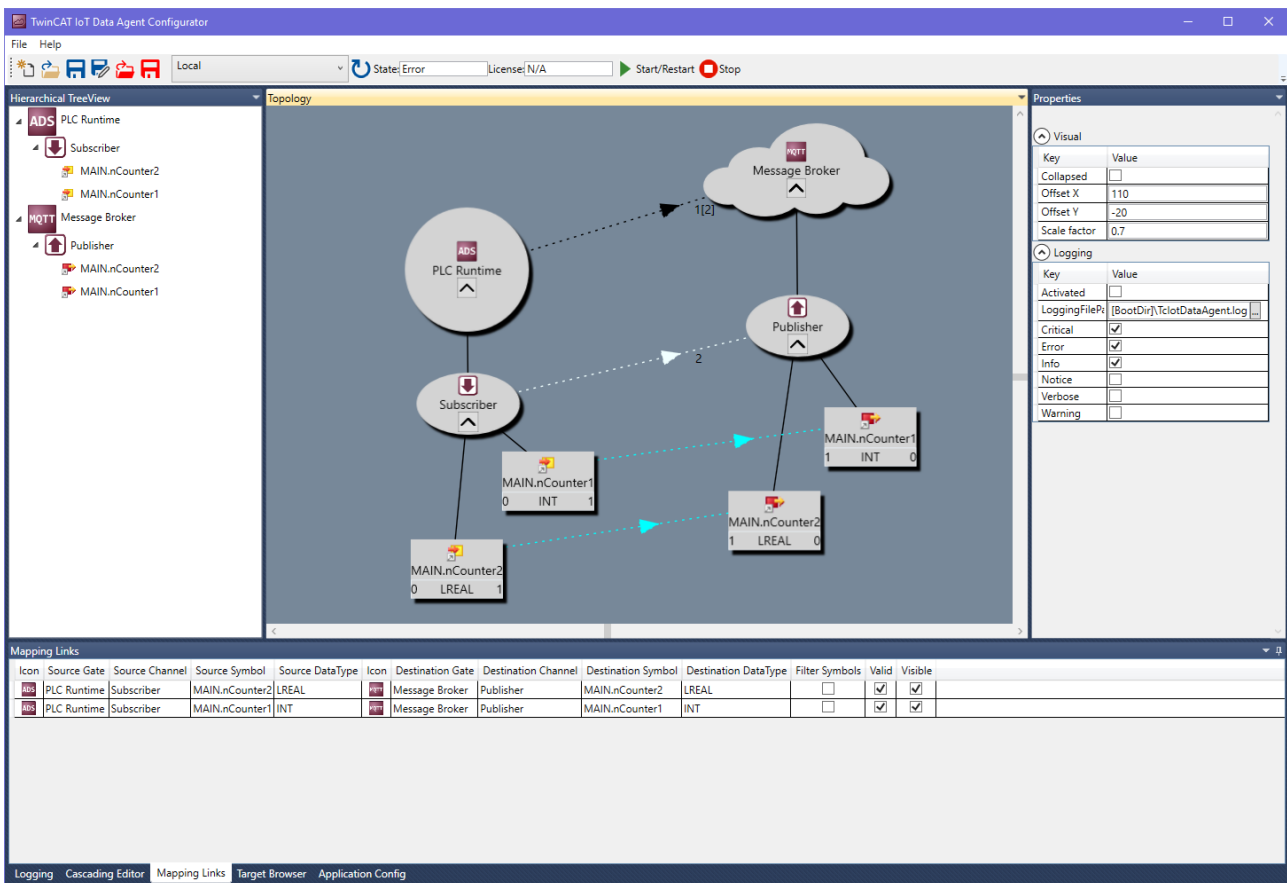 TwinCAT IoT Data Agent Configurator
File Help
Local State: Error License: N/A Start/Restart Stop
Hierarchical TreeView
ADS PLC Runtime
Subscriber
MAIN.nCounter2
MAIN.nCounter1
MQTT Message Broker
Publisher
MAIN.nCounter2
MAIN.nCounter1
Topology
MQTT
Message Broker
1[2]
ADS
PLC Runtime
Publisher
2
Subscriber
MAIN.nCounter1
1 INT 0
MAIN.nCounter1
0 INT 1
MAIN.nCounter2
1 LREAL 0
MAIN.nCounter2
0 LREAL 1
Properties
Visual
Key Value
Collapsed
Offset X 110
Offset Y -20
Scale factor 0.7
Logging
Key Value
Activated
LoggingFilePa [BootDir]\TcIotDataAgent.log ...
Critical
Error
Info
Notice
Verbose
Warning
Mapping Links
Icon Source Gate Source Channel Source Symbol Source DataType Icon Destination Gate Destination Channel Destination Symbol Destination DataType Filter Symbols Valid Visible
ADS PLC Runtime Subscriber MAIN.nCounter2 LREAL MQTT Message Broker Publisher MAIN.nCounter2 LREAL
ADS PLC Runtime Subscriber MAIN.nCounter1 INT MQTT Message Broker Publisher MAIN.nCounter1 INT
Logging Cascading Editor Mapping Links Target Browser Application Config